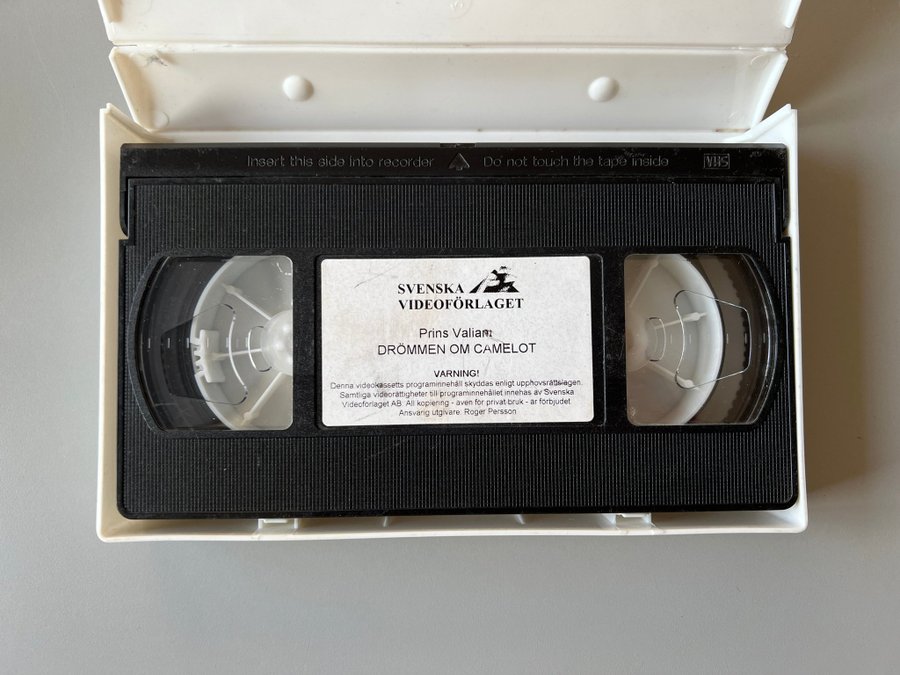 Insert this side into recorder Do not touch the tape inside VHS
SVENSKA
VIDEOFÖRLAGET
Prins Valiant
DRÖMMEN OM CAMELOT
VARNING!
Denna videokassetts programinnehåll skyddas enligt upphovsrättslagen.
Samtliga videorättigheter till programinnehållet innehas av Svenska
Videoförlaget AB. All kopiering - även för privat bruk - är förbjudet.
Ansvarig utgivare: Roger Persson